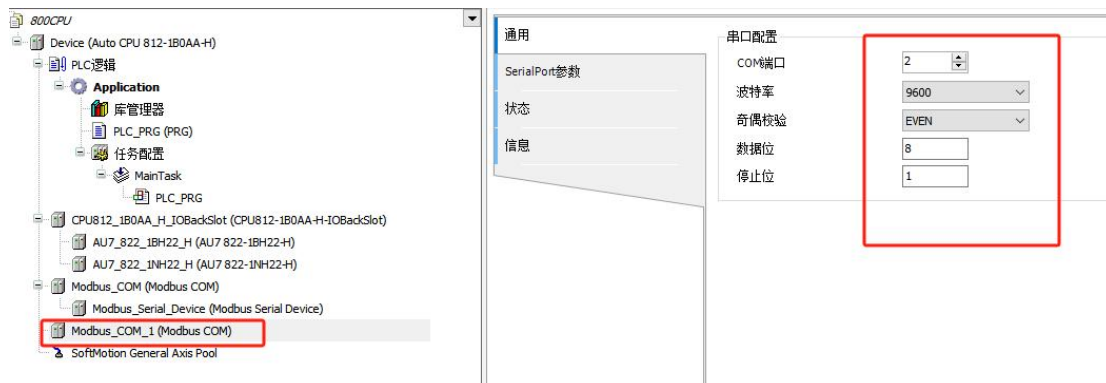 800CPU
Device (Auto CPU 812-1B0AA-H)
PLC逻辑
Application
库管理器
PLC_PRG (PRG)
任务配置
MainTask
PLC_PRG
CPU812_1B0AA_H_IOBackSlot (CPU812-1B0AA-H-IOBackSlot)
AU7_822_1BH22_H (AU7 822-1BH22-H)
AU7_822_1NH22_H (AU7 822-1NH22-H)
Modbus_COM (Modbus COM)
Modbus_Serial_Device (Modbus Serial Device)
Modbus_COM_1 (Modbus COM)
SoftMotion General Axis Pool
通用
SerialPort参数
状态
信息
串口配置
COM端口 2
波特率 9600
奇偶校验 EVEN
数据位 8
停止位 1